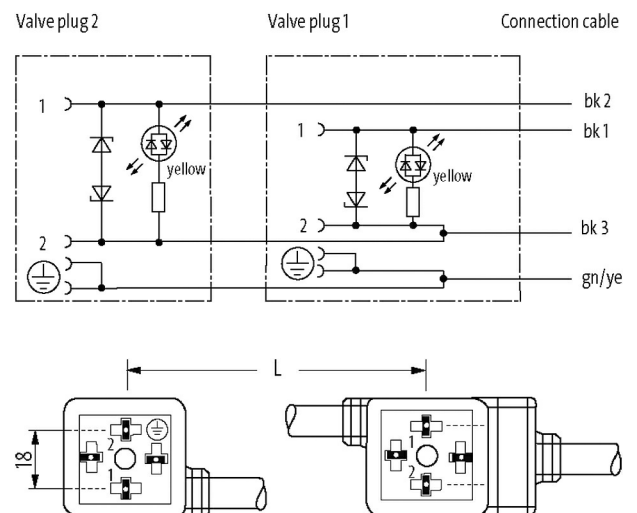 Valve plug 2
Valve plug 1
Connection cable
1
bk 2
1
bk 1
yellow
yellow
2
bk 3
2
gn/ye
L
18
2
1
1
2